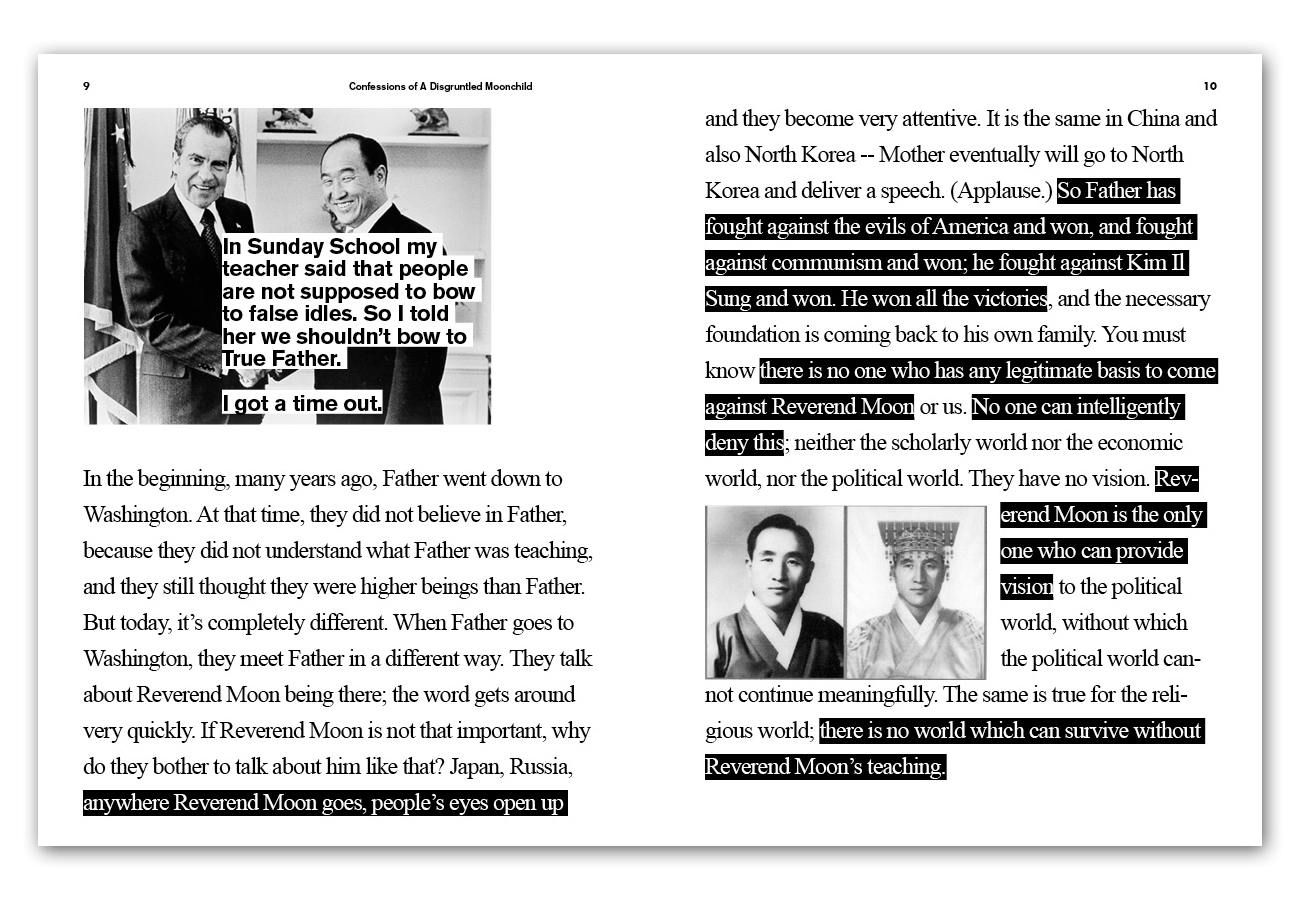 9
Confessions of A Disgruntled Moonchild
10
In Sunday School my
teacher said that people
are not supposed to bow
to false idles. So I told
her we shouldn’t bow to
True Father.
I got a time out.
In the beginning, many years ago, Father went down to
Washington. At that time, they did not believe in Father,
because they did not understand what Father was teaching,
and they still thought they were higher beings than Father.
But today, it’s completely different. When Father goes to
Washington, they meet Father in a different way. They talk
about Reverend Moon being there; the word gets around
very quickly. If Reverend Moon is not that important, why
do they bother to talk about him like that? Japan, Russia,
anywhere Reverend Moon goes, people’s eyes open up
and they become very attentive. It is the same in China and
also North Korea -- Mother eventually will go to North
Korea and deliver a speech. (Applause.) So Father has
fought against the evils of America and won, and fought
against communism and won; he fought against Kim Il
Sung and won. He won all the victories, and the necessary
foundation is coming back to his own family. You must
know there is no one who has any legitimate basis to come
against Reverend Moon or us. No one can intelligently
deny this; neither the scholarly world nor the economic
world, nor the political world. They have no vision. Rev-
erend Moon is the only
one who can provide
vision to the political
world, without which
the political world can-
not continue meaningfully. The same is true for the reli-
gious world; there is no world which can survive without
Reverend Moon’s teaching.